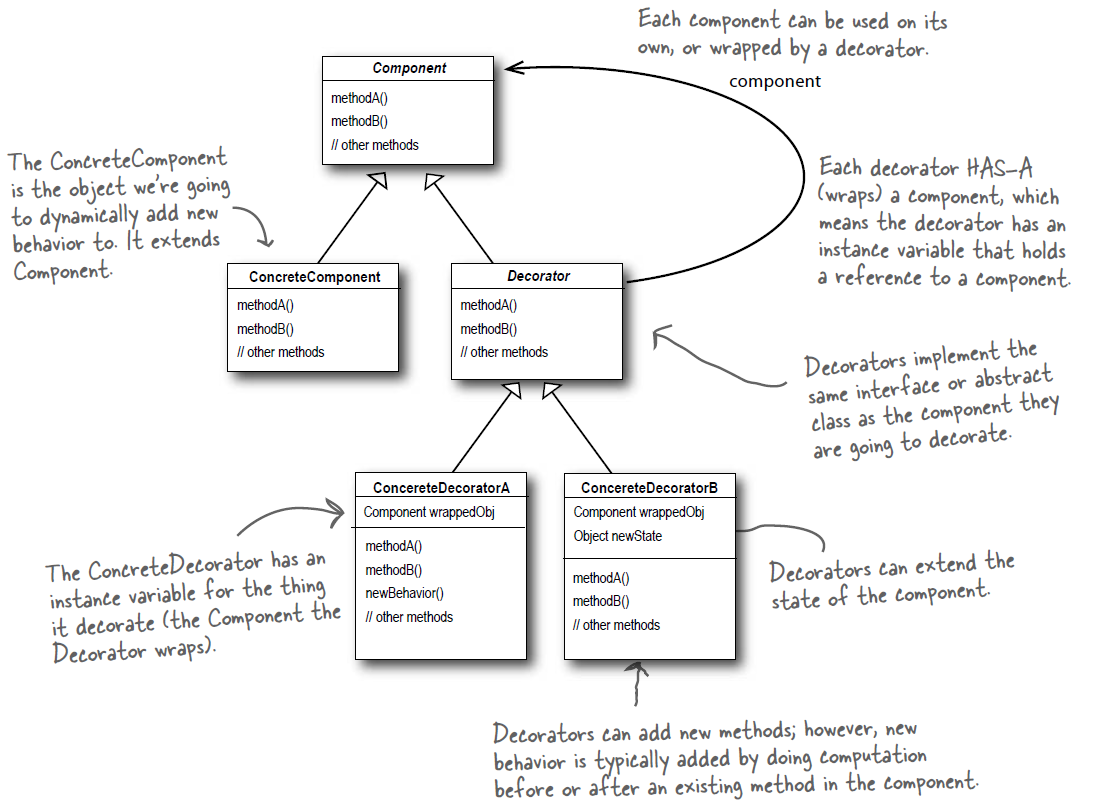 Each component can be used on its
own, or wrapped by a decorator.
component
Component
methodA()
methodB()
// other methods
The ConcreteComponent
is the object we're going
to dynamically add new
behavior to. It extends
Component.
Each decorator HAS-A
(wraps) a component, which
means the decorator has an
instance variable that holds
a reference to a component.
ConcreteComponent
methodA()
methodB()
// other methods
Decorator
methodA()
methodB()
// other methods
Decorators implement the
same interface or abstract
class as the component they
are going to decorate.
ConcereteDecoratorA
Component wrappedObj
methodA()
methodB()
newBehavior()
// other methods
ConcereteDecoratorB
Component wrappedObj
Object newState
methodA()
methodB()
// other methods
The ConcreteDecorator has an
instance variable for the thing
it decorate (the Component the
Decorator wraps).
Decorators can extend the
state of the component.
Decorators can add new methods; however, new
behavior is typically added by doing computation
before or after an existing method in the component.